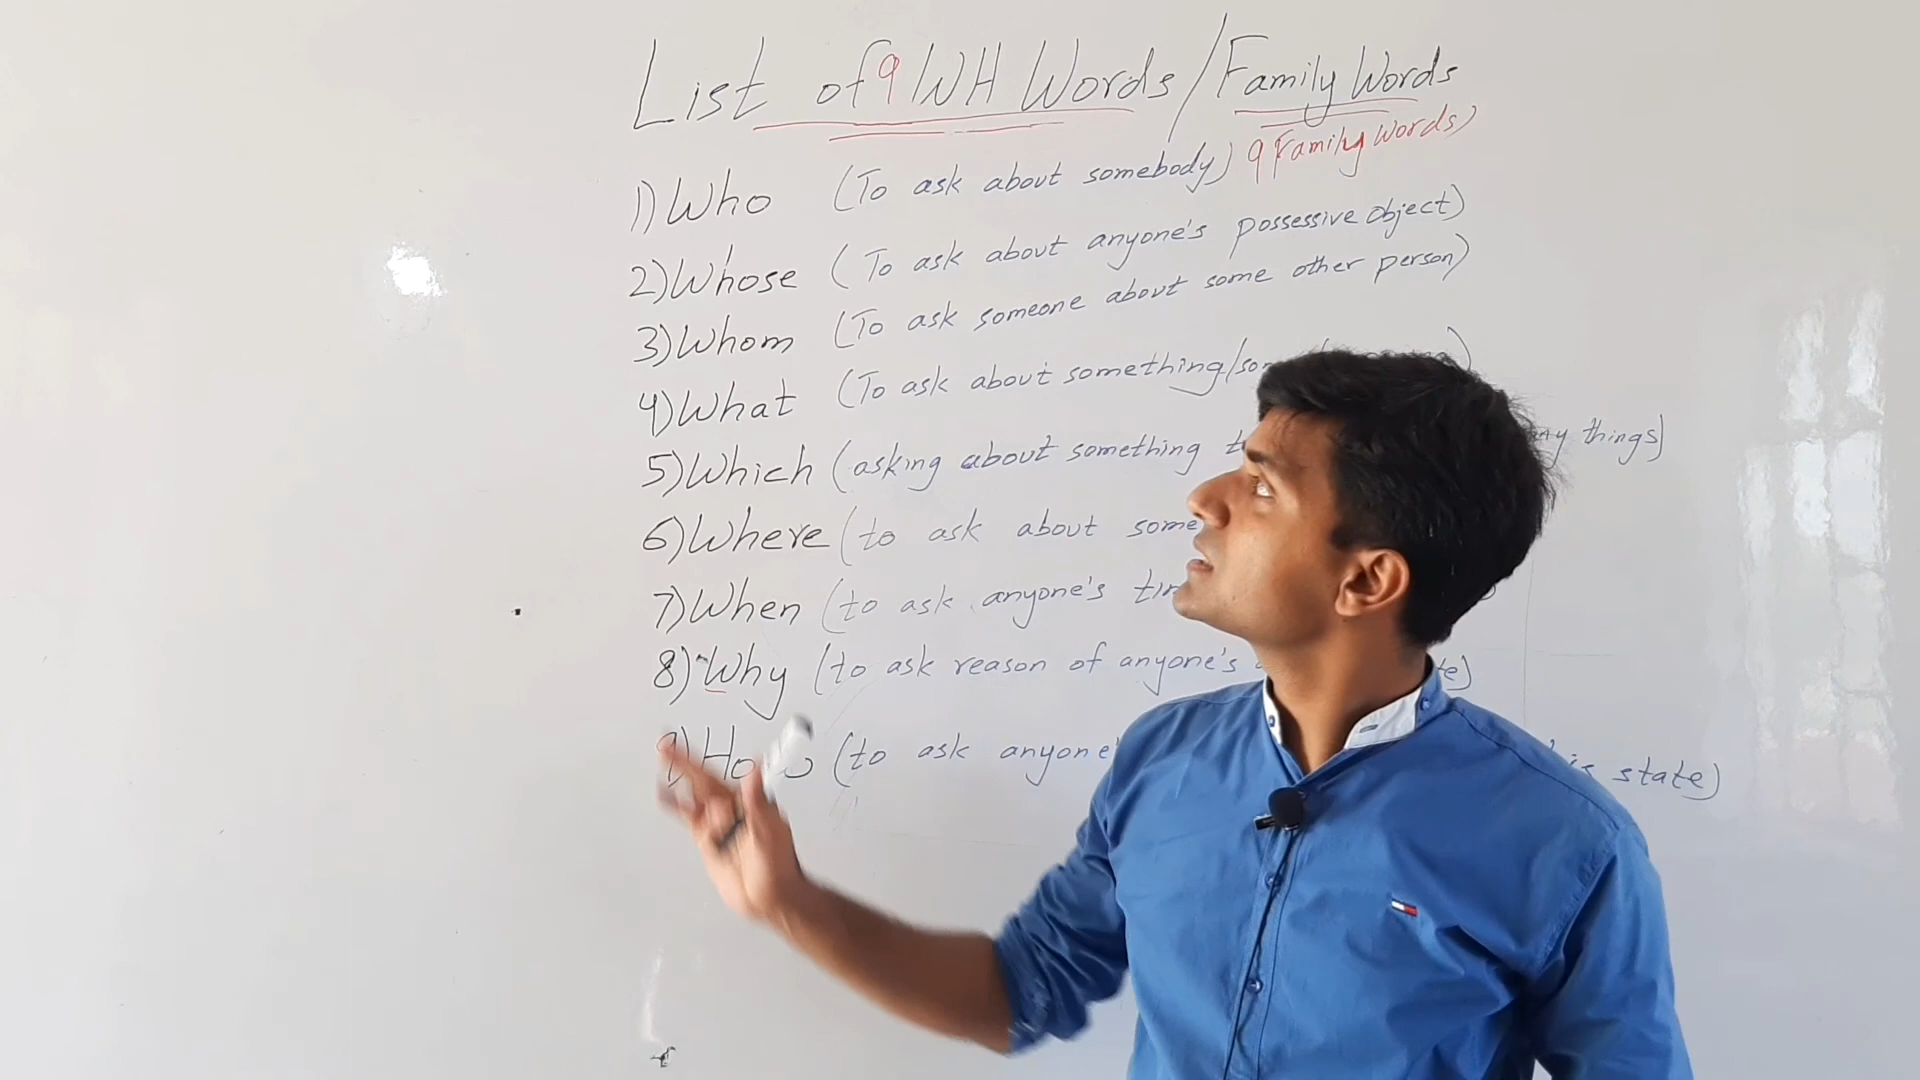 List of 9 WH Words/Family Words
9 Family Words)
1) Who (To ask about somebody)
2) Whose (To ask about anyone's possessive object)
3) Whom (To ask someone about some other person)
4) What (To ask about something/
5) Which (asking about something things)
6) Where (to ask about some
7) When (to ask anyone's
8) Why (to ask reason of anyone's
9) How (to ask state)